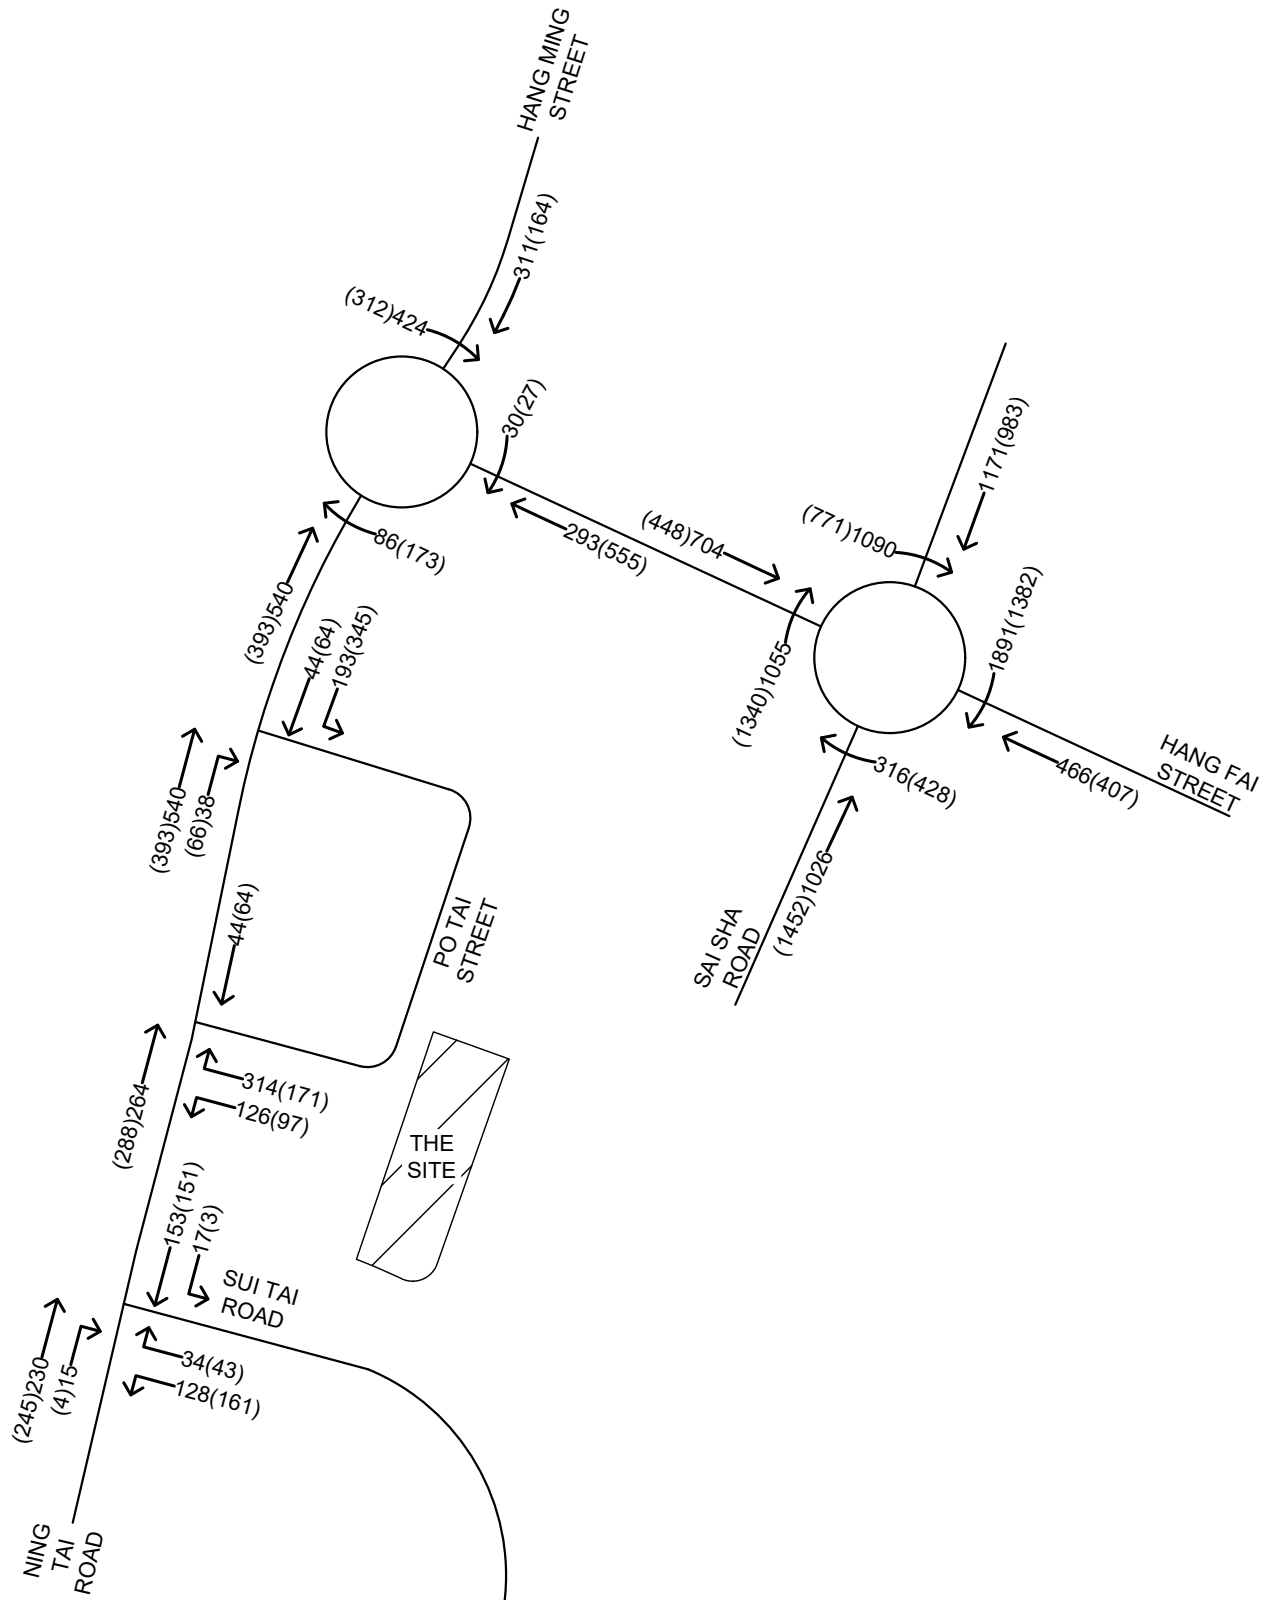 HANG MING
STREET
311(164)
(312)424
30(27)
(448)704
293(555)
86(173)
(393)540
44(64)
193(345)
1171(983)
(771)1090
1891(1382)
(1340)1055
316(428)
466(407)
HANG FAI
STREET
(1452)1026
SAI SHA
ROAD
(393)540
(66)38
44(64)
PO TAI
STREET
(288)264
314(171)
126(97)
THE
SITE
153(151)
17(3)
SUI TAI
ROAD
(245)230
(4)15
34(43)
128(161)
NING
TAI
ROAD